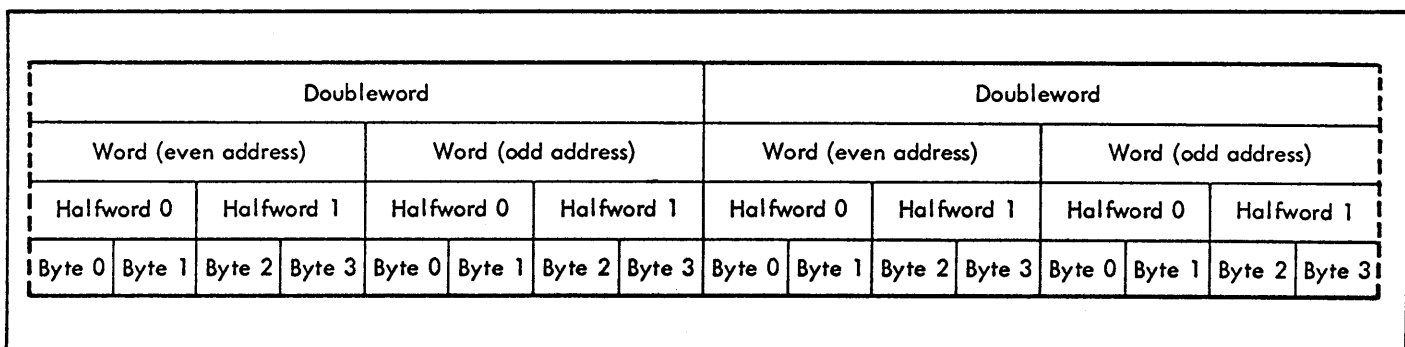 Doubleword Doubleword
Word (even address) Word (odd address) Word (even address) Word (odd address)
Halfword 0 Halfword 1 Halfword 0 Halfword 1 Halfword 0 Halfword 1 Halfword 0 Halfword 1
Byte 0 Byte 1 Byte 2 Byte 3 Byte 0 Byte 1 Byte 2 Byte 3 Byte 0 Byte 1 Byte 2 Byte 3 Byte 0 Byte 1 Byte 2 Byte 3